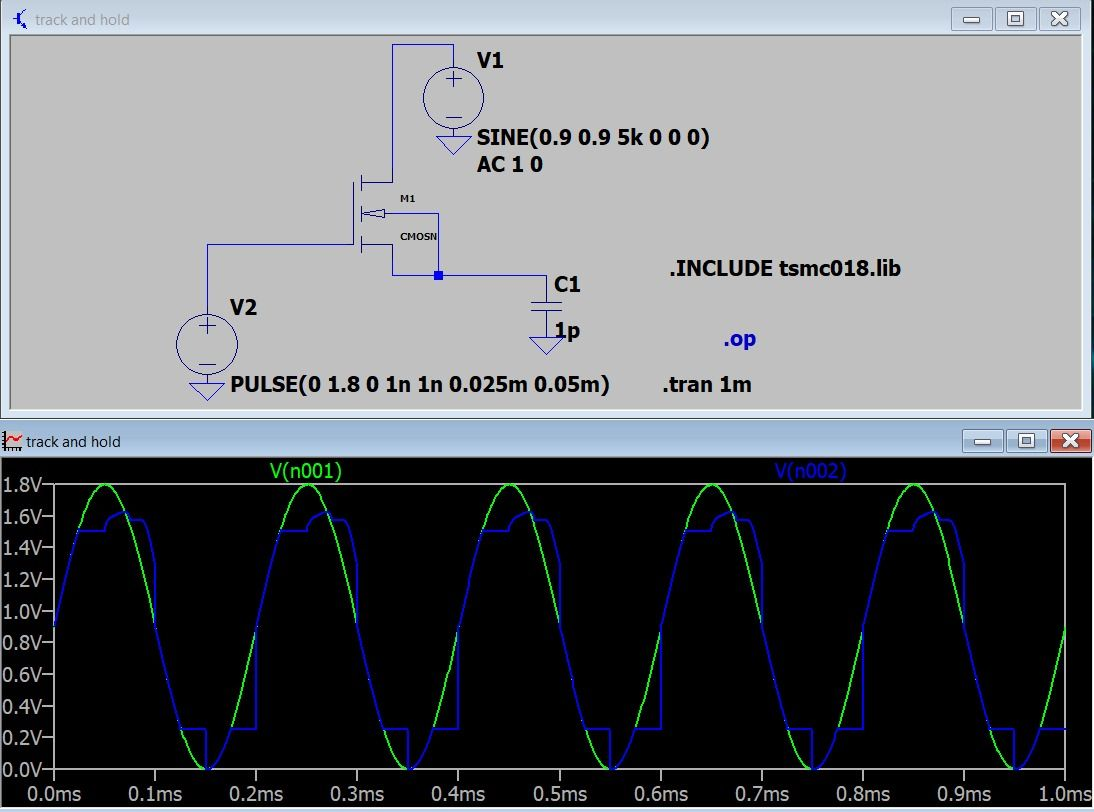 track and hold
V1
SINE(0.9 0.9 5k 0 0 0)
AC 1 0
M1
CMOSN
.INCLUDE tsmc018.lib
C1
1p
V2
.op
PULSE(0 1.8 0 1n 1n 0.025m 0.05m)
.tran 1m
track and hold
V(n001)
V(n002)
1.8V
1.6V
1.4V
1.2V
1.0V
0.8V
0.6V
0.4V
0.2V
0.0V
0.0ms
0.1ms
0.2ms
0.3ms
0.4ms
0.5ms
0.6ms
0.7ms
0.8ms
0.9ms
1.0ms